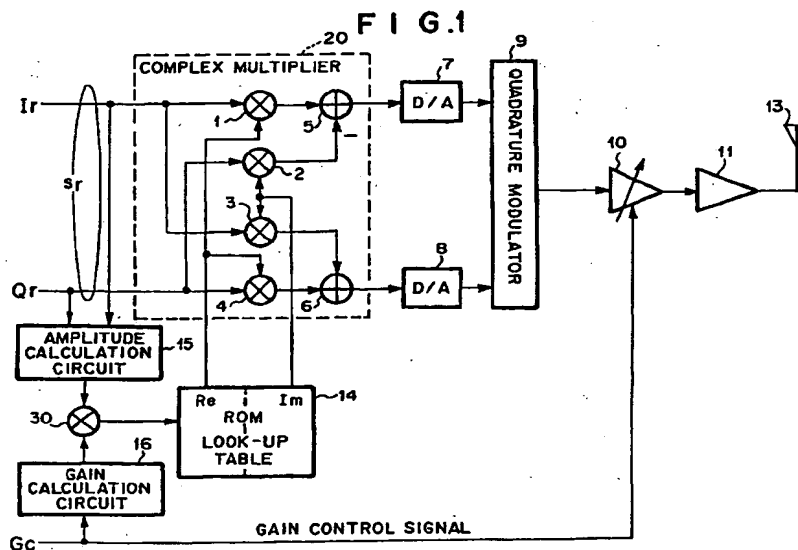 FIG.1
20
COMPLEX MULTIPLIER
7
D/A
9
QUADRATURE MODULATOR
13
Ir
1
5
−
2
10
11
Sr
3
8
D/A
Qr
4
6
AMPLITUDE
CALCULATION
CIRCUIT
15
Re
Im
14
ROM
LOOK-UP
TABLE
30
16
GAIN
CALCULATION
CIRCUIT
GAIN CONTROL SIGNAL
Gc